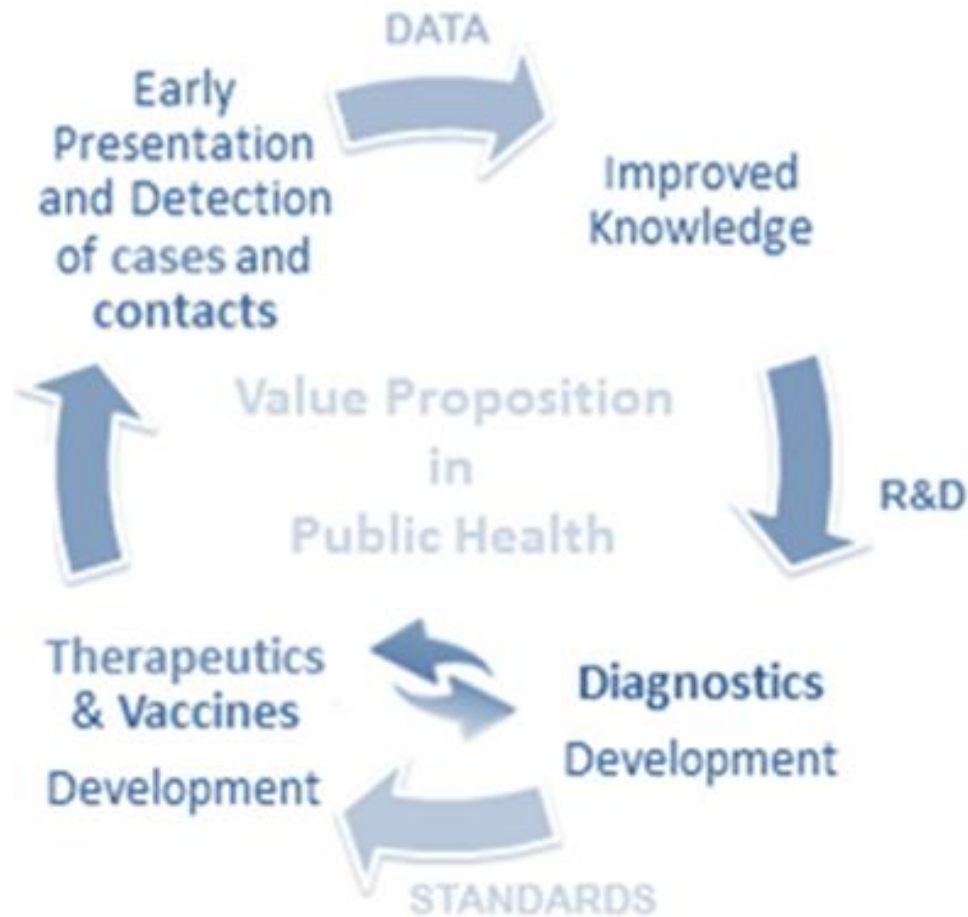 DATA
Early
Presentation
and Detection
of cases and
contacts
Improved
Knowledge
Value Proposition
in
Public Health
R&D
Therapeutics
& Vaccines
Development
Diagnostics
Development
STANDARDS